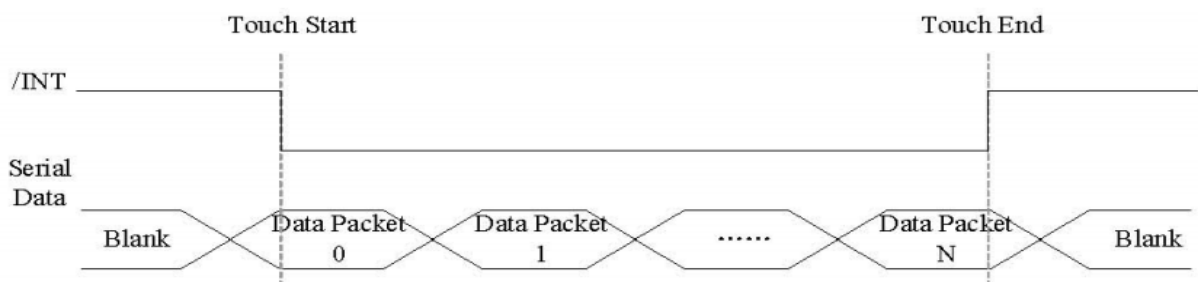 Touch Start
Touch End
/INT
Serial
Data
Blank
Data Packet
0
Data Packet
1
......
Data Packet
N
Blank